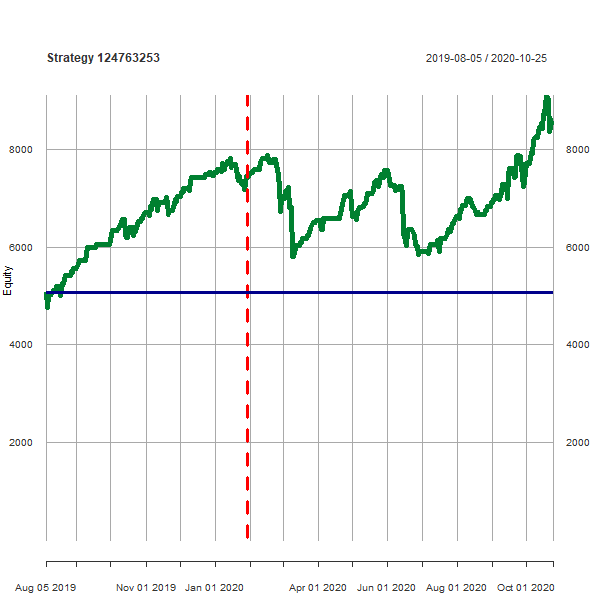 Strategy 124763253
2019-08-05 / 2020-10-25
8000
8000
6000
6000
Equity
4000
4000
2000
2000
Aug 05 2019
Nov 01 2019
Jan 01 2020
Apr 01 2020
Jun 01 2020
Aug 01 2020
Oct 01 2020